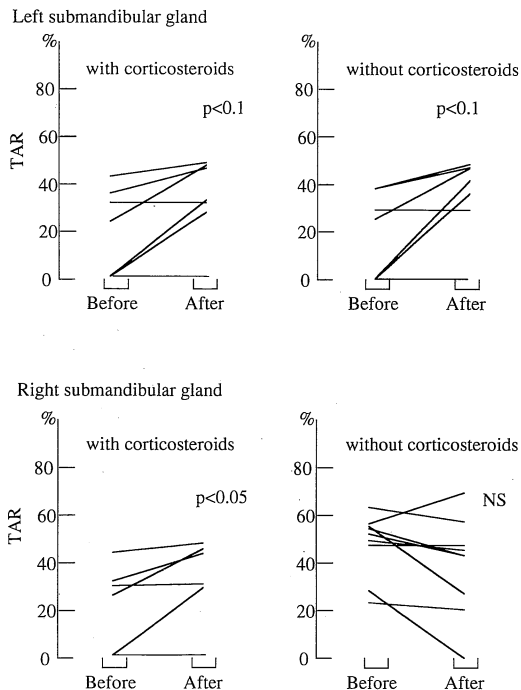 Left submandibular gland
%
with corticosteroids
p<0.1
TAR
80
60
40
20
0
Before After
%
without corticosteroids
p<0.1
80
60
40
20
0
Before After
Right submandibular gland
%
with corticosteroids
p<0.05
TAR
80
60
40
20
0
Before After
%
without corticosteroids
NS
80
60
40
20
0
Before After